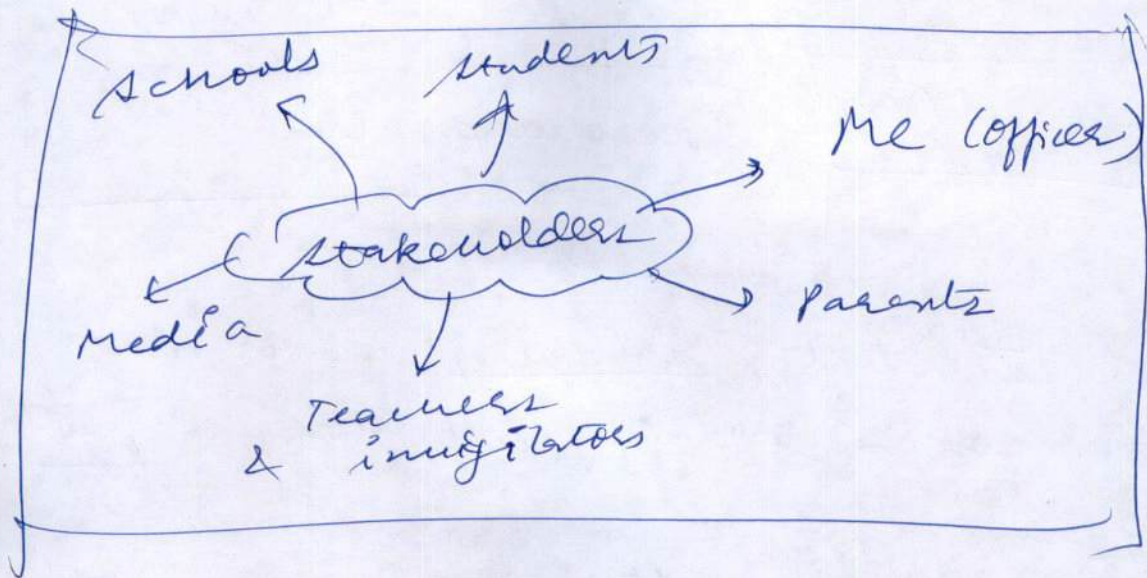 Schools
Students
Me (officer)
Stakeholders
Media
Parents
Teachers
& invigilators